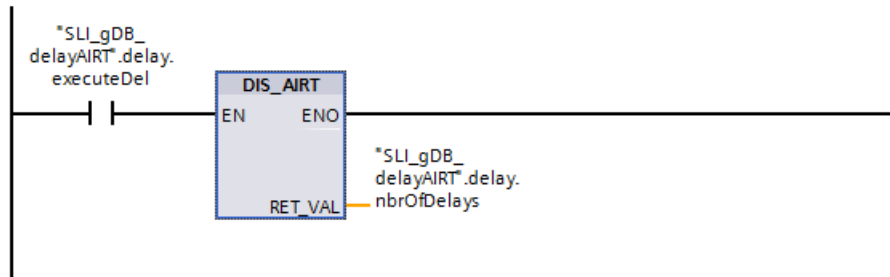 "SLI_gDB_
delayAIRT".delay.
executeDel
DIS_AIRT
EN ENO
"SLI_gDB_
delayAIRT".delay.
nbrOfDelays
RET_VAL